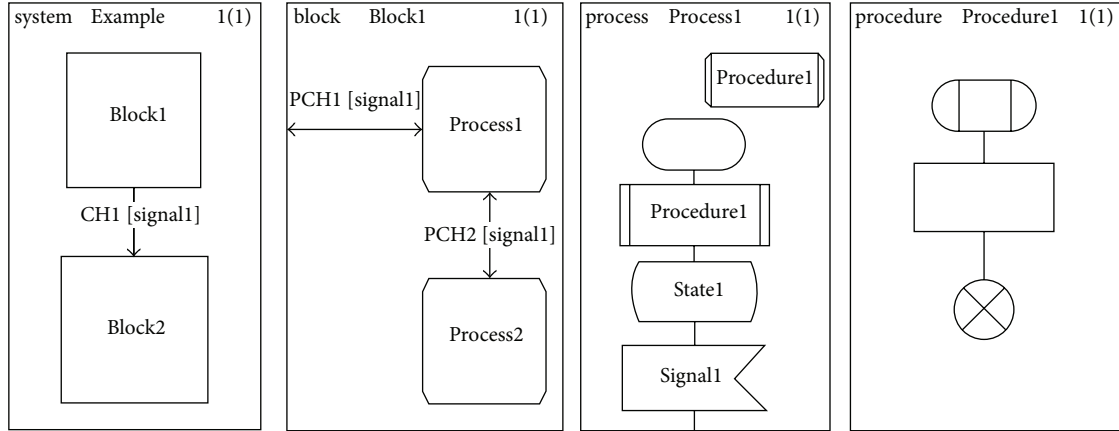 system Example 1(1)
Block1
CH1 [signal1]
Block2
block Block1 1(1)
PCH1 [signal1]
Process1
PCH2 [signal1]
Process2
process Process1 1(1)
Procedure1
Procedure1
State1
Signal1
procedure Procedure1 1(1)